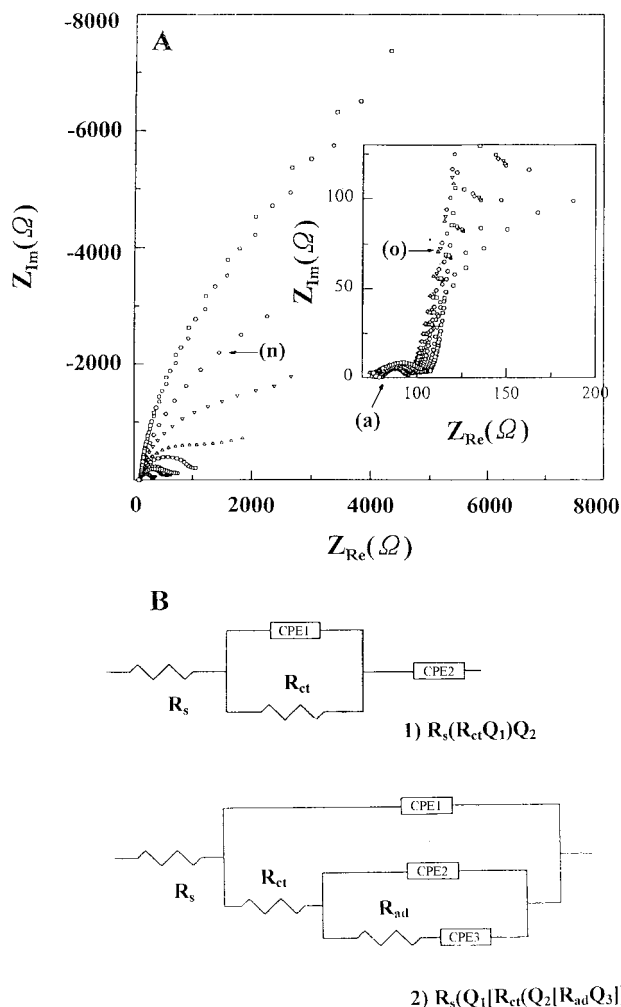 A
-8000
-6000
-4000
-2000
Z_Im(Ω)
0
2000
4000
6000
8000
Z_Re(Ω)
(n)
100
50
0
Z_Im(Ω)
(o)
(a)
100
150
200
Z_Re(Ω)
B
CPE1
R_s
R_ct
CPE2
1) R_s(R_ctQ_1)Q_2
CPE1
R_s
R_ct
CPE2
R_ad
CPE3
2) R_s(Q_1[R_ct(Q_2[R_adQ_3]